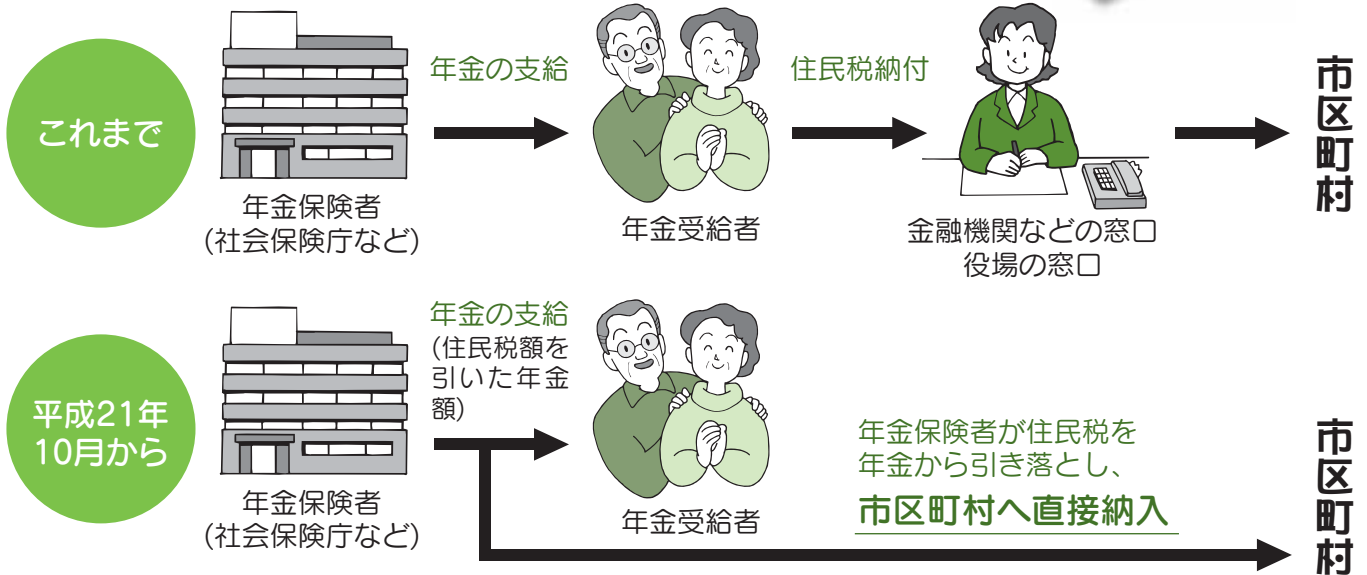 これまで
年金保険者
(社会保険庁など)
年金の支給
年金受給者
住民税納付
金融機関などの窓口
役場の窓口
市区町村
平成21年
10月から
年金保険者
(社会保険庁など)
年金の支給
(住民税額を
引いた年金
額)
年金受給者
年金保険者が住民税を
年金から引き落とし、
市区町村へ直接納入
市区町村